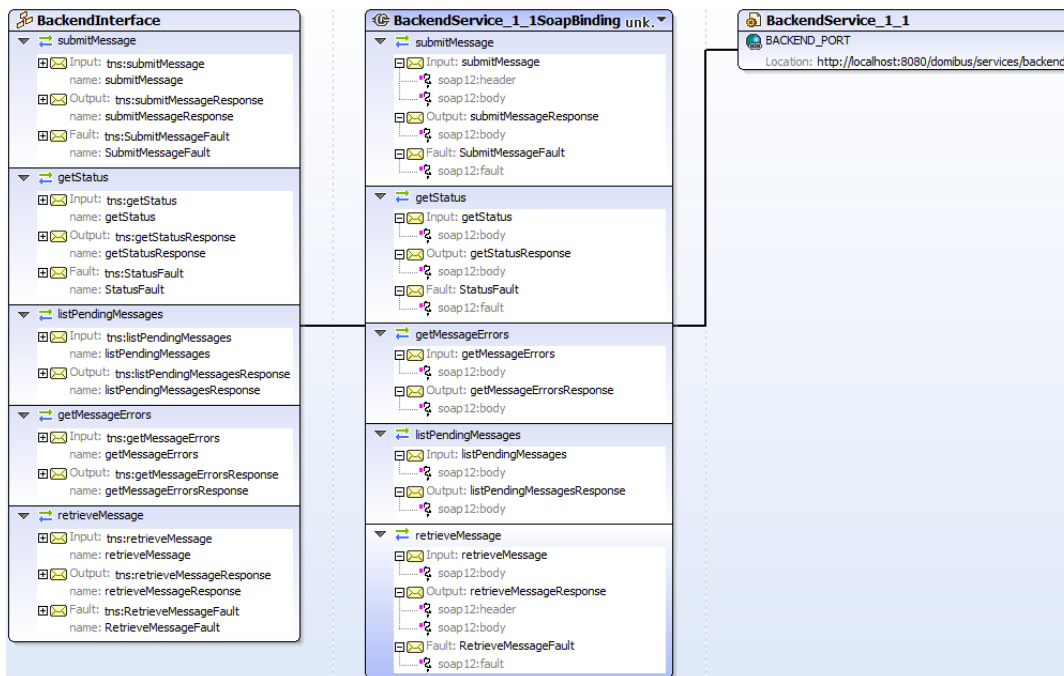 BackendInterface
submitMessage
Input: tns:submitMessage
name: submitMessage
Output: tns:submitMessageResponse
name: submitMessageResponse
Fault: tns:SubmitMessageFault
name: SubmitMessageFault
getStatus
Input: tns:getStatus
name: getStatus
Output: tns:getStatusResponse
name: getStatusResponse
Fault: tns:StatusFault
name: StatusFault
listPendingMessages
Input: tns:listPendingMessages
name: listPendingMessages
Output: tns:listPendingMessagesResponse
name: listPendingMessagesResponse
getMessageErrors
Input: tns:getMessageErrors
name: getMessageErrors
Output: tns:getMessageErrorsResponse
name: getMessageErrorsResponse
retrieveMessage
Input: tns:retrieveMessage
name: retrieveMessage
Output: tns:retrieveMessageResponse
name: retrieveMessageResponse
Fault: tns:RetrieveMessageFault
name: RetrieveMessageFault
BackendService_1_1SoapBinding unk.
submitMessage
Input: submitMessage
soap12:header
soap12:body
Output: submitMessageResponse
soap12:body
Fault: SubmitMessageFault
soap12:fault
getStatus
Input: getStatus
soap12:body
Output: getStatusResponse
soap12:body
Fault: StatusFault
soap12:fault
getMessageErrors
Input: getMessageErrors
soap12:body
Output: getMessageErrorsResponse
soap12:body
listPendingMessages
Input: listPendingMessages
soap12:body
Output: listPendingMessagesResponse
soap12:body
retrieveMessage
Input: retrieveMessage
soap12:body
Output: retrieveMessageResponse
soap12:header
soap12:body
Fault: RetrieveMessageFault
soap12:fault
BackendService_1_1
BACKEND_PORT
Location: http://localhost:8080/domibus/services/backend